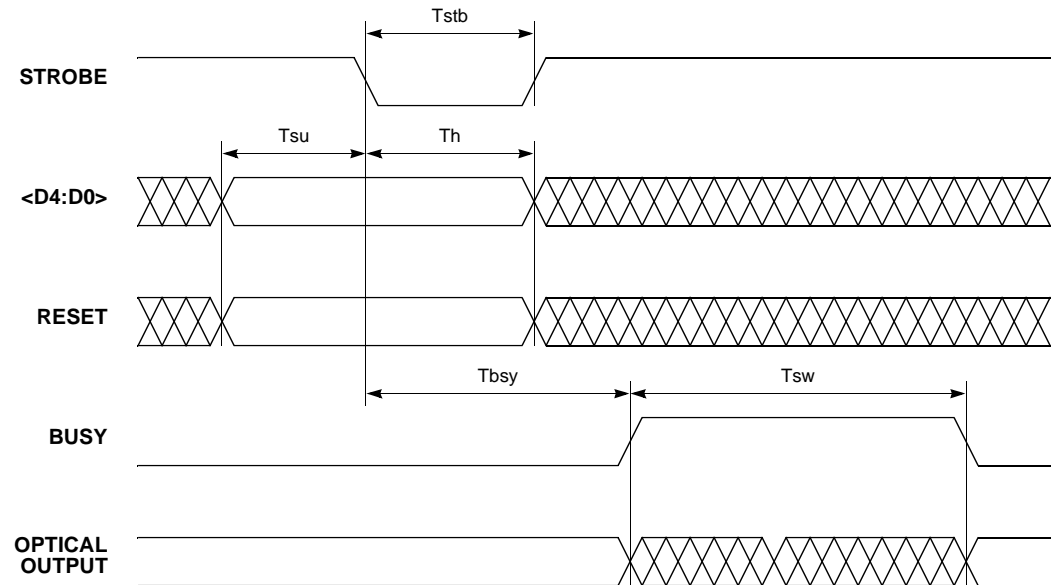 Tstb
STROBE
Tsu
Th
<D4:D0>
RESET
Tbsy
Tsw
BUSY
OPTICAL
OUTPUT